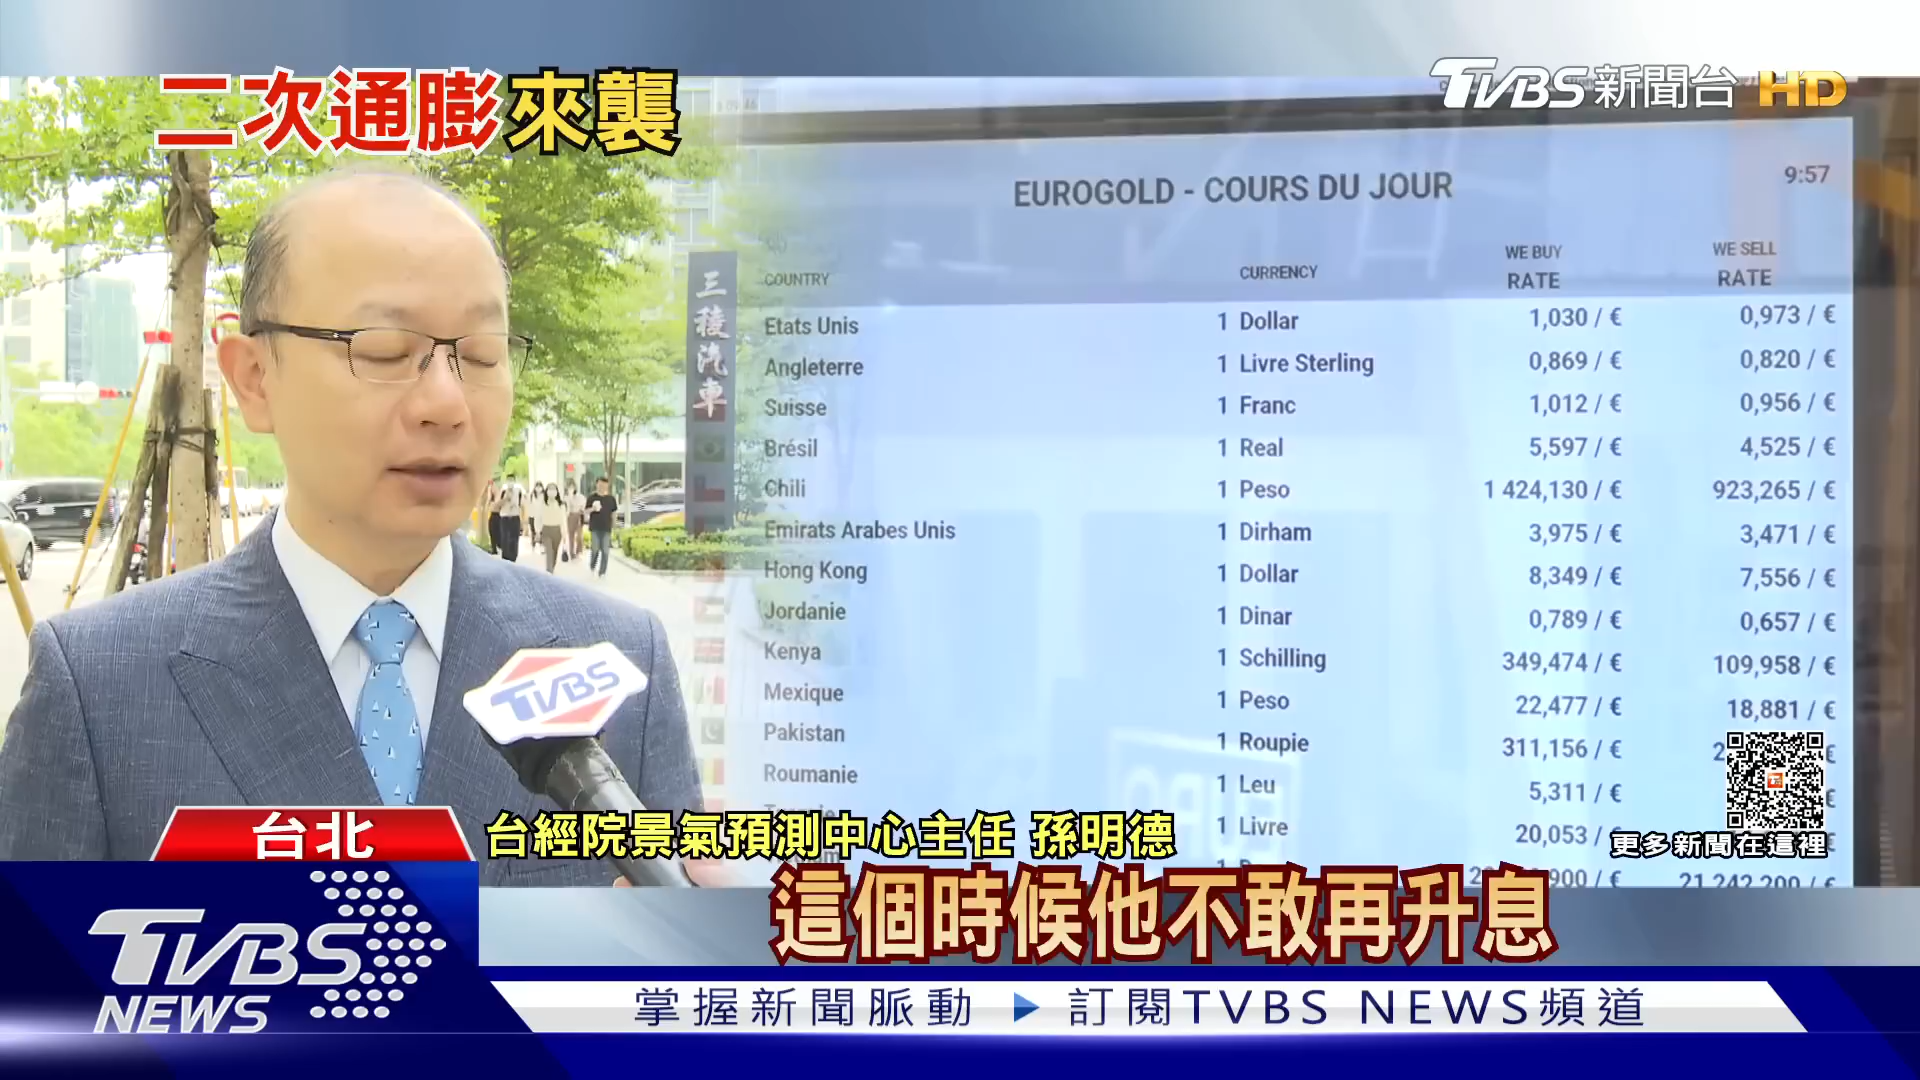 二次通膨來襲
TVBS新聞台 HD
EUROGOLD - COURS DU JOUR
9:57
COUNTRY CURRENCY WE BUY RATE WE SELL RATE
Etats Unis 1 Dollar 1,030 / € 0,973 / €
Angleterre 1 Livre Sterling 0,869 / € 0,820 / €
Suisse 1 Franc 1,012 / € 0,956 / €
Brésil 1 Real 5,597 / € 4,525 / €
Chili 1 Peso 1 424,130 / € 923,265 / €
Emirats Arabes Unis 1 Dirham 3,975 / € 3,471 / €
Hong Kong 1 Dollar 8,349 / € 7,556 / €
Jordanie 1 Dinar 0,789 / € 0,657 / €
Kenya 1 Schilling 349,474 / € 109,958 / €
Mexique 1 Peso 22,477 / € 18,881 / €
Pakistan 1 Roupie 311,156 / €
Roumanie 1 Leu 5,311 / €
1 Livre 20,053 / €
21 242,200 / €
三稜汽車
TVBS
更多新聞在這裡
台北
台經院景氣預測中心主任 孫明德
這個時候他不敢再升息
TVBS NEWS
掌握新聞脈動 訂閱TVBS NEWS頻道